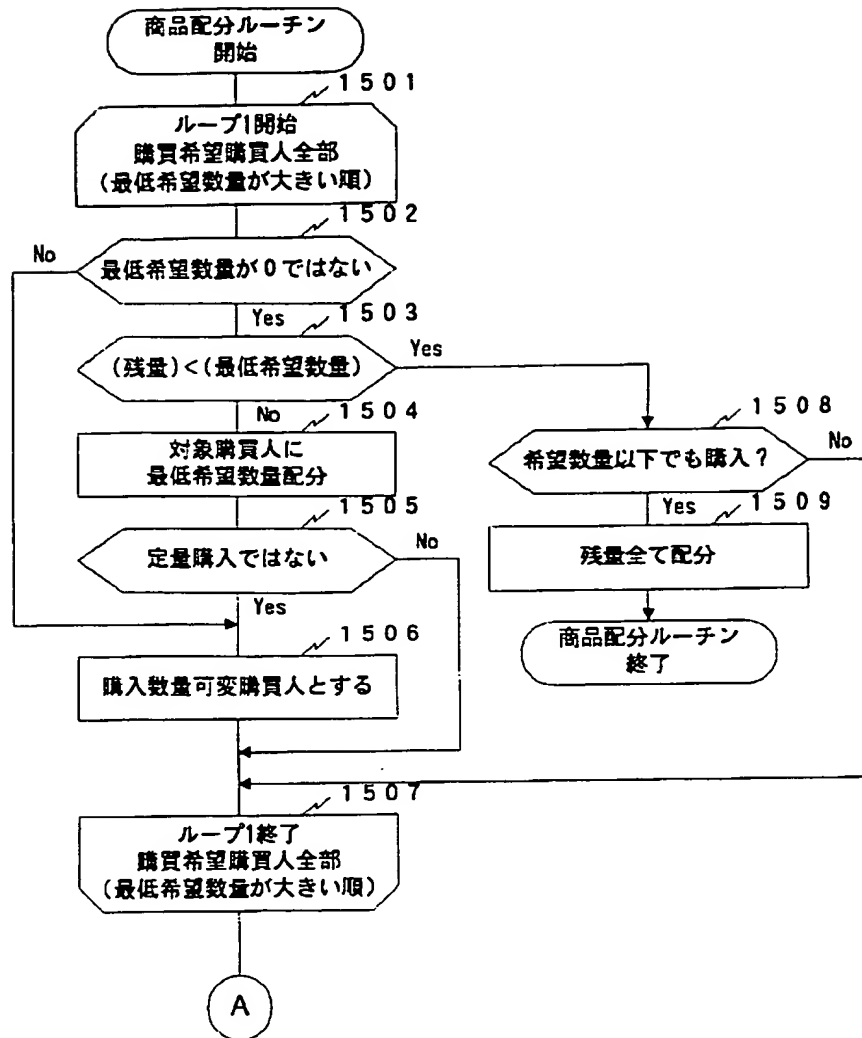 商品配分ルーチン
開始
1501
ループ1開始
購買希望購買人全部
(最低希望数量が大きい順)
1502
No
最低希望数量が0ではない
Yes
1503
(残量)<(最低希望数量)
Yes
No
1504
対象購買人に
最低希望数量配分
1505
定量購入ではない
No
Yes
1506
購入数量可変購買人とする
1507
ループ1終了
購買希望購買人全部
(最低希望数量が大きい順)
A
1508
希望数量以下でも購入?
No
Yes
1509
残量全て配分
商品配分ルーチン
終了